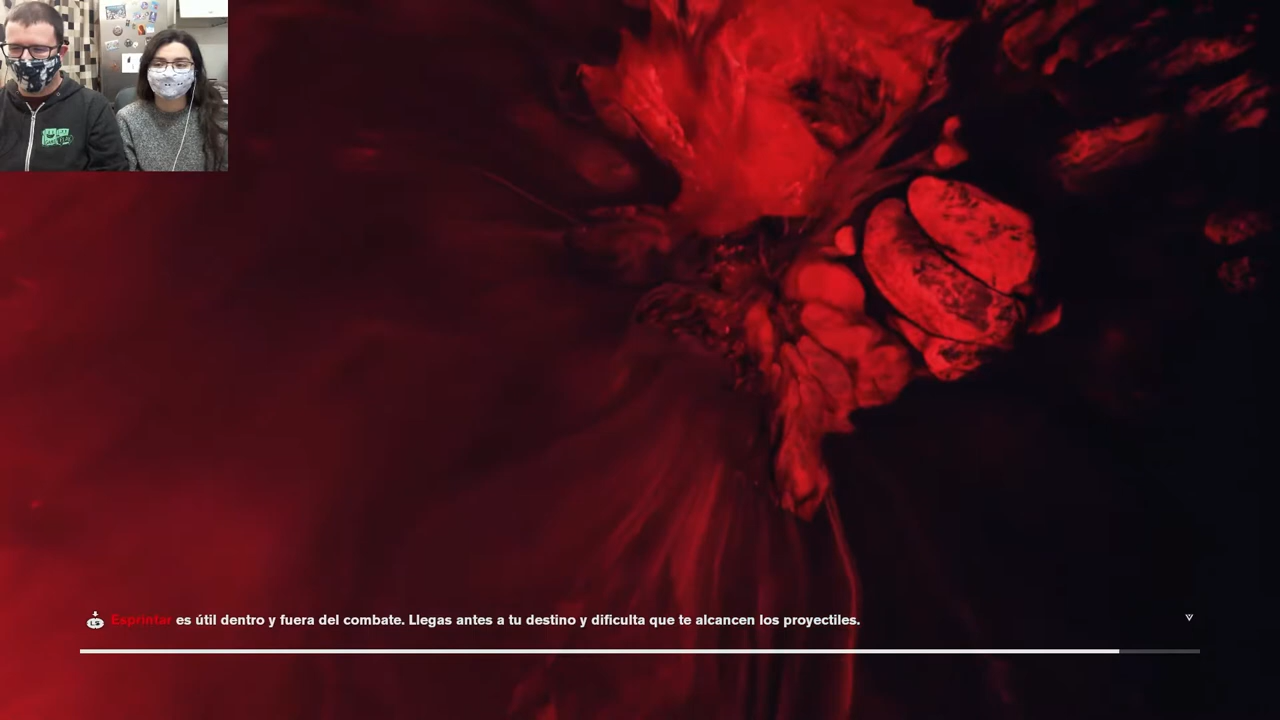 Esprintar es útil dentro y fuera del combate. Llegas antes a tu destino y dificulta que te alcancen los proyectiles.